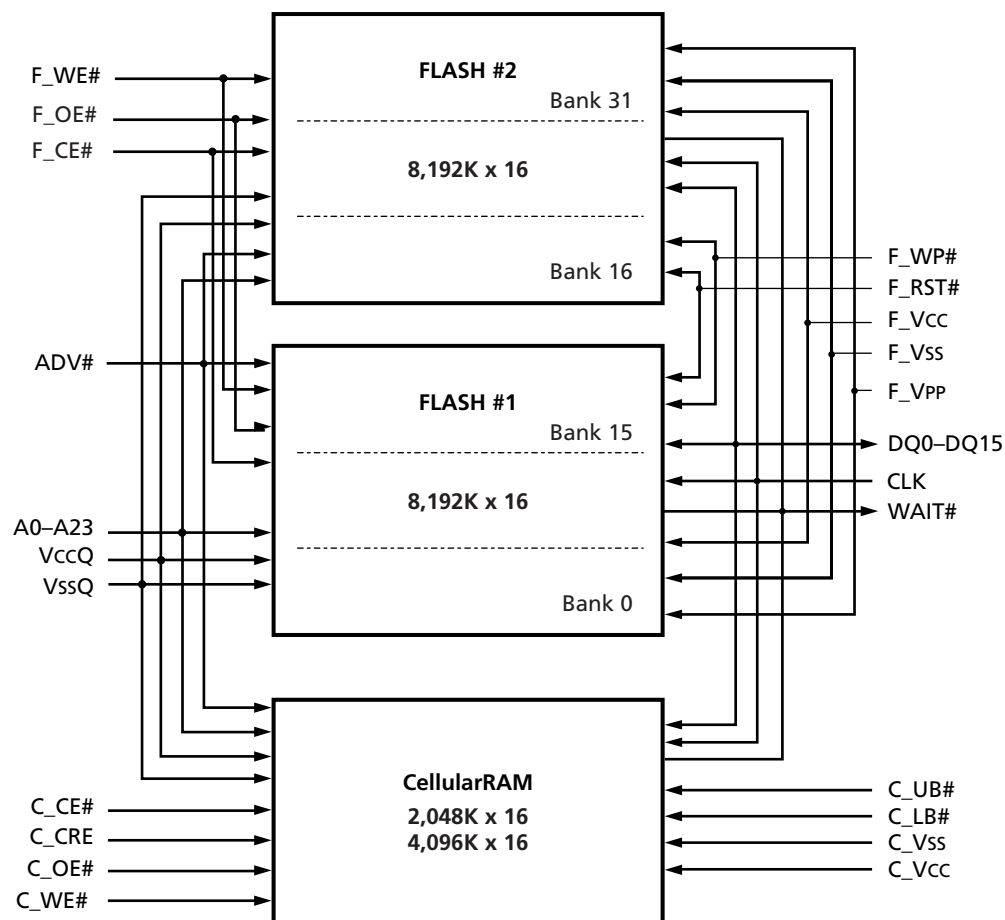 FLASH #2
Bank 31
8,192K x 16
Bank 16
F_WE#
F_OE#
F_CE#
ADV#
A0–A23
VCCQ
VSSQ
FLASH #1
Bank 15
8,192K x 16
Bank 0
F_WP#
F_RST#
F_VCC
F_VSS
F_VPP
DQ0–DQ15
CLK
WAIT#
CellularRAM
2,048K x 16
4,096K x 16
C_CE#
C_CRE
C_OE#
C_WE#
C_UB#
C_LB#
C_VSS
C_VCC